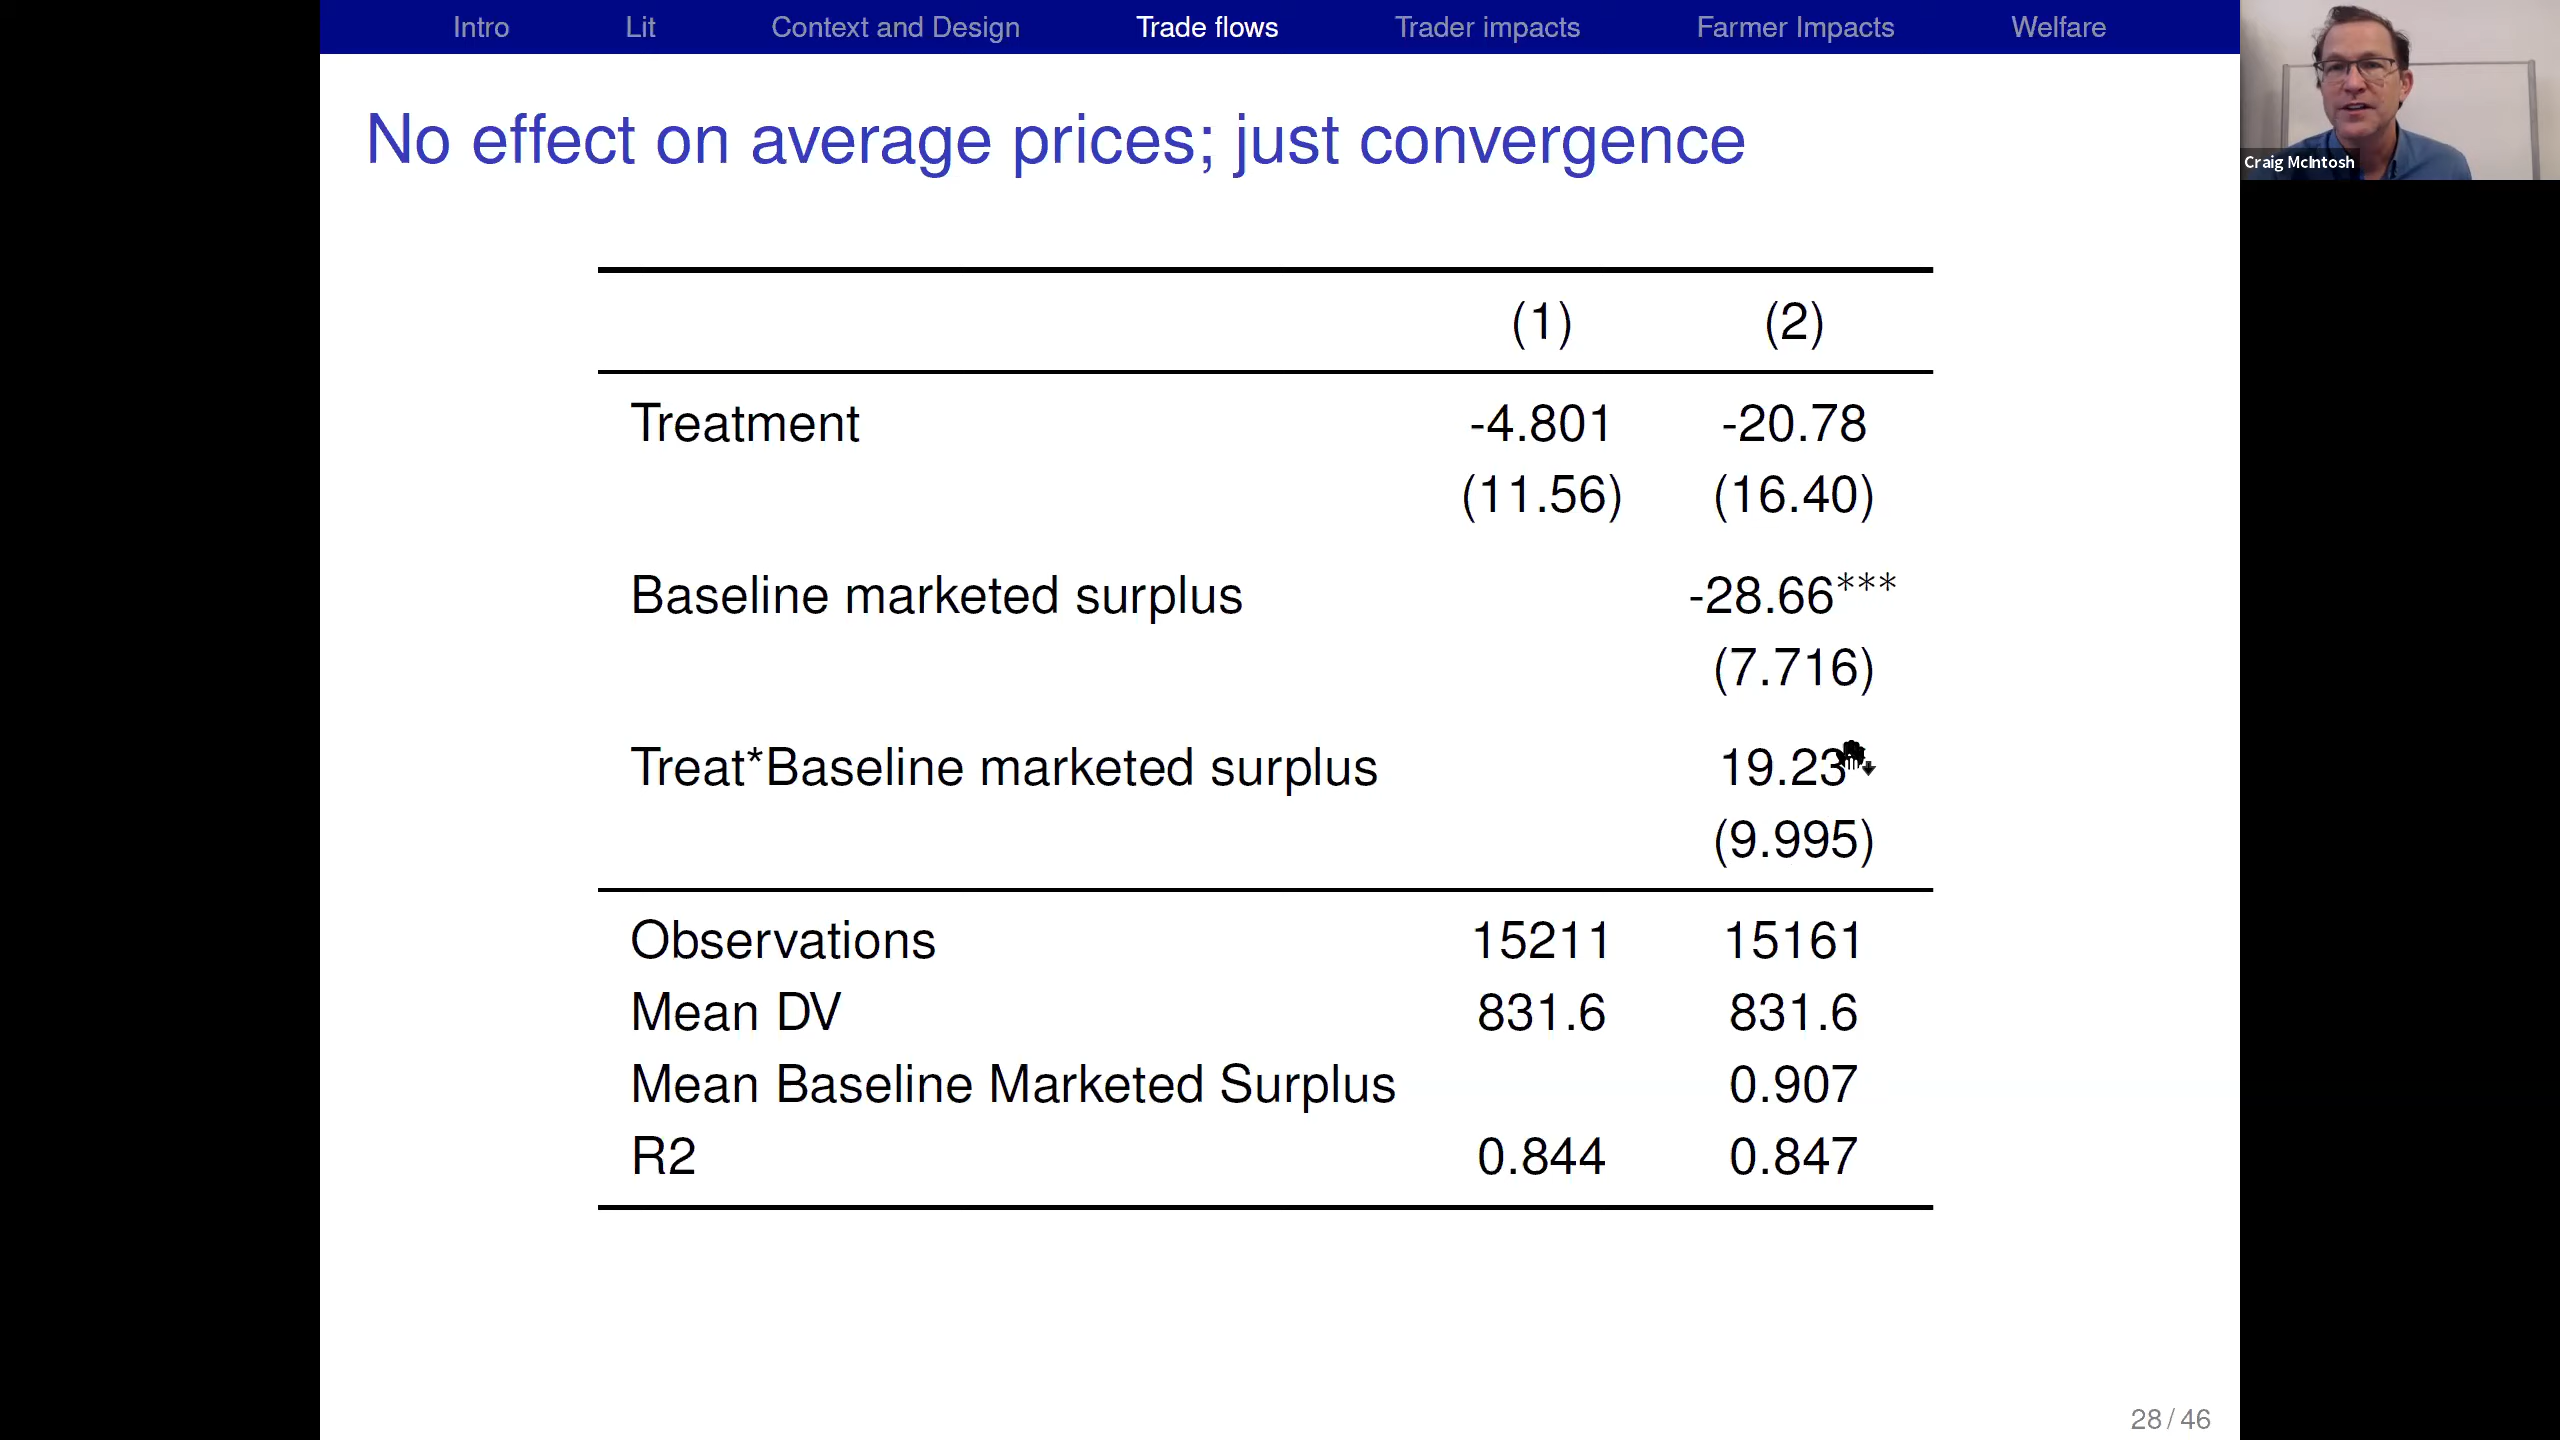 Intro Lit Context and Design Trade flows Trader impacts Farmer Impacts Welfare
Craig McIntosh
No effect on average prices; just convergence
(1) (2)
Treatment -4.801 -20.78
(11.56) (16.40)
Baseline marketed surplus -28.66***
(7.716)
Treat*Baseline marketed surplus 19.23
(9.995)
Observations 15211 15161
Mean DV 831.6 831.6
Mean Baseline Marketed Surplus 0.907
R2 0.844 0.847
28 / 46